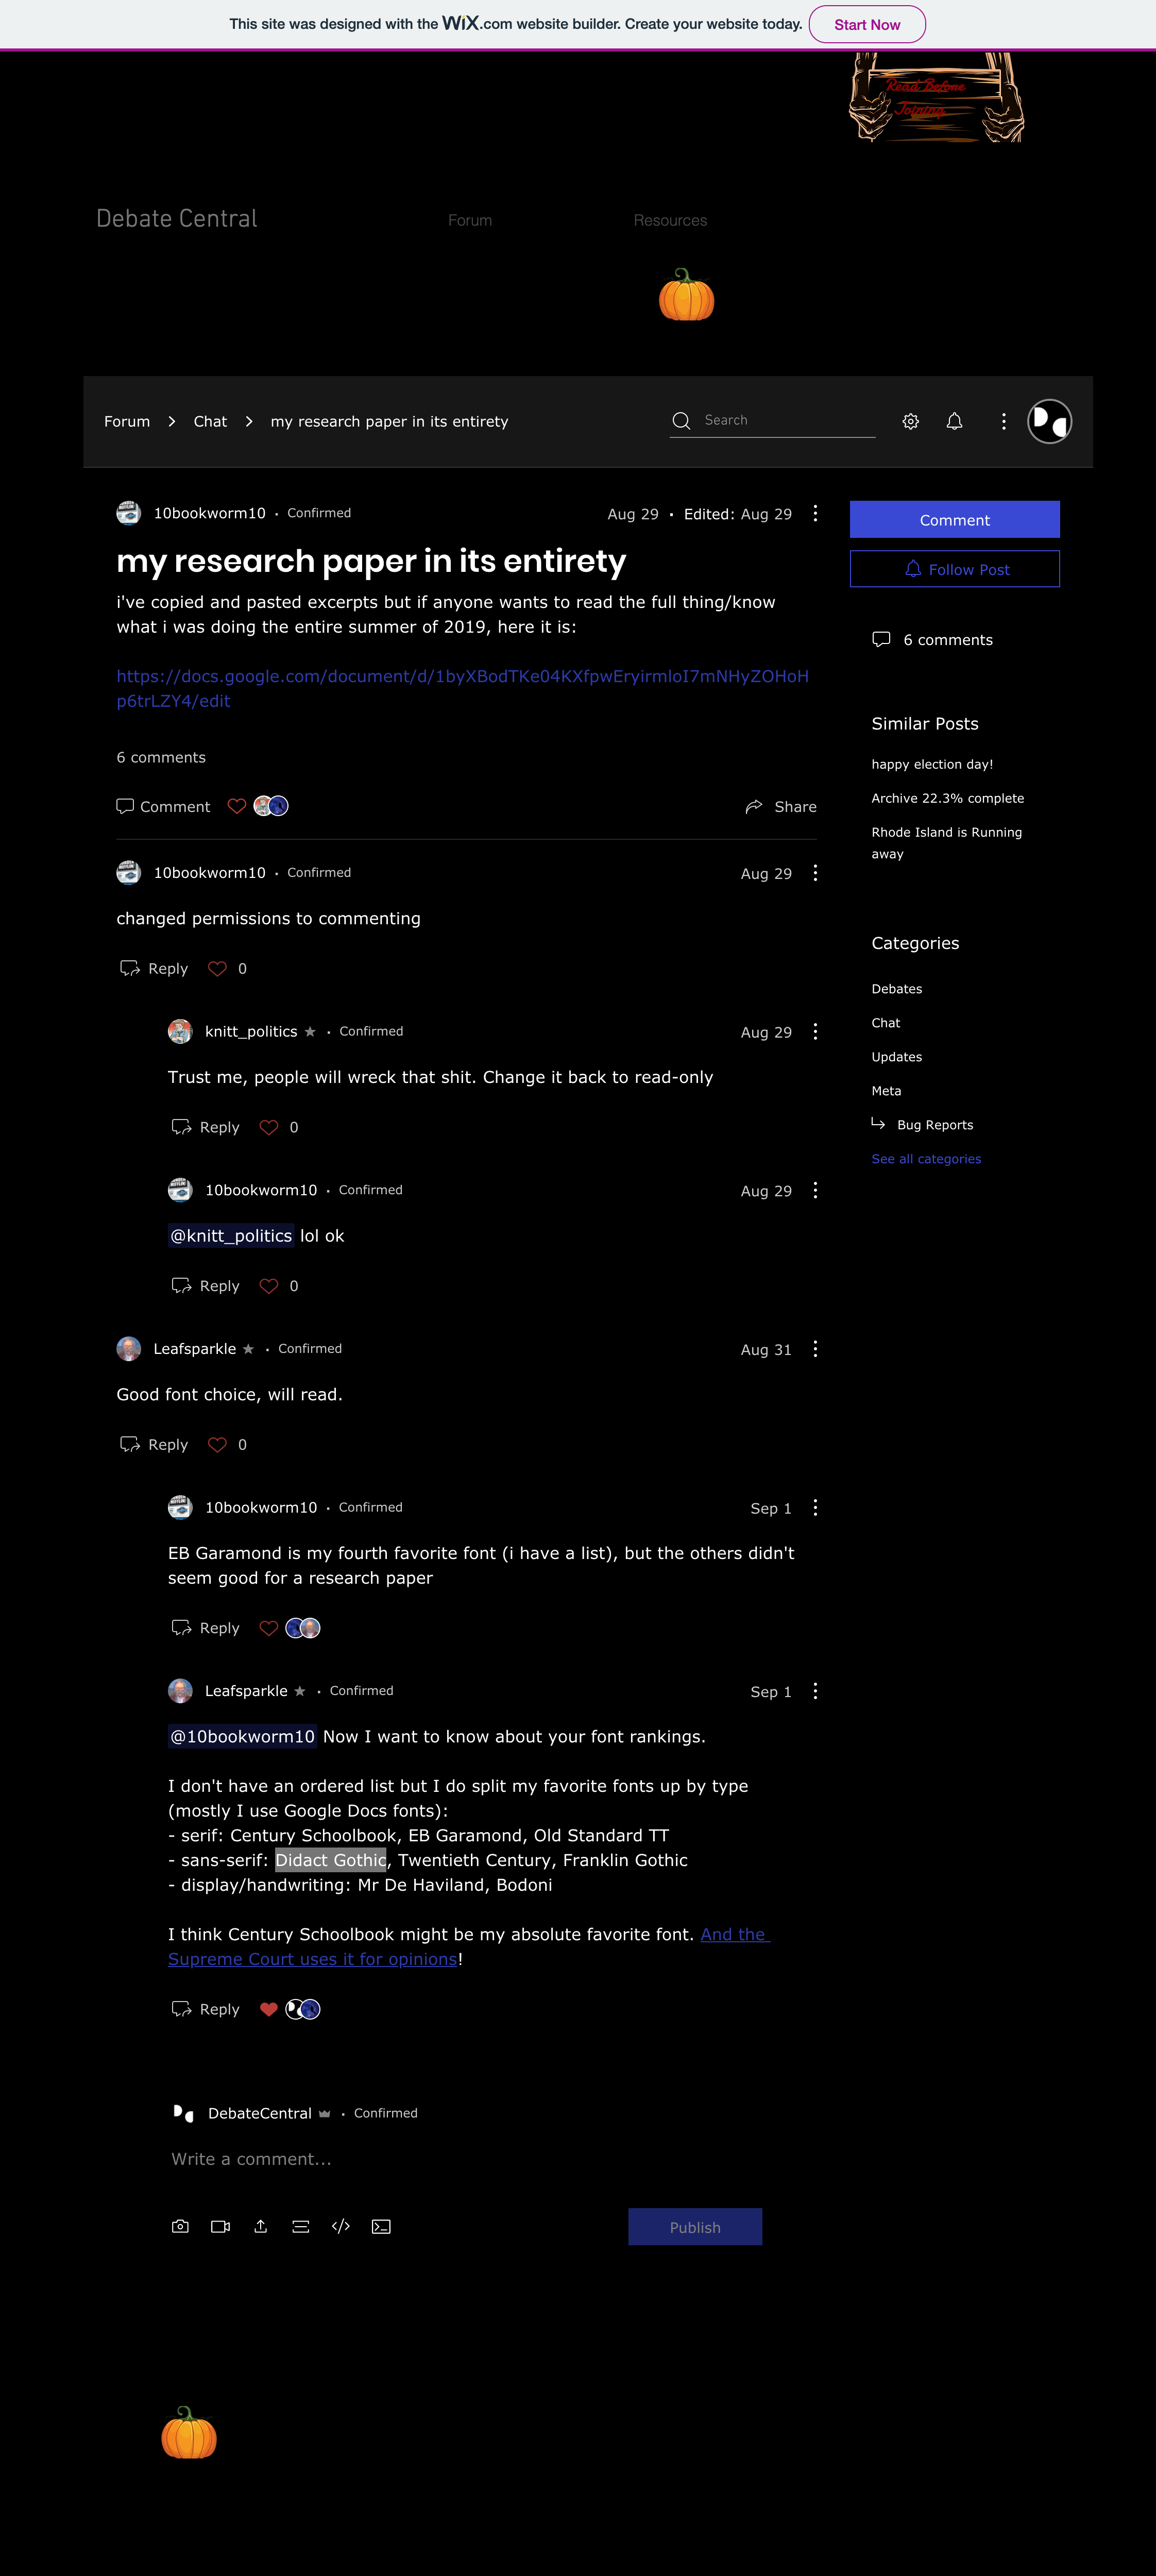 This site was designed with the WiX.com website builder. Create your website today. Start Now
Read Before
Joining
Debate Central
Forum
Resources
Forum > Chat > my research paper in its entirety
Search
10bookworm10 · Confirmed
Aug 29 · Edited: Aug 29
my research paper in its entirety
i've copied and pasted excerpts but if anyone wants to read the full thing/know
what i was doing the entire summer of 2019, here it is:
https://docs.google.com/document/d/1byXBodTKe04KXfpwEryirmloI7mNHyZOHoH
p6trLZY4/edit
6 comments
Comment
Share
10bookworm10 · Confirmed
Aug 29
changed permissions to commenting
Reply 0
knitt_politics · Confirmed
Aug 29
Trust me, people will wreck that shit. Change it back to read-only
Reply 0
10bookworm10 · Confirmed
Aug 29
@knitt_politics lol ok
Reply 0
Leafsparkle · Confirmed
Aug 31
Good font choice, will read.
Reply 0
10bookworm10 · Confirmed
Sep 1
EB Garamond is my fourth favorite font (i have a list), but the others didn't
seem good for a research paper
Reply
Leafsparkle · Confirmed
Sep 1
@10bookworm10 Now I want to know about your font rankings.
I don't have an ordered list but I do split my favorite fonts up by type
(mostly I use Google Docs fonts):
- serif: Century Schoolbook, EB Garamond, Old Standard TT
- sans-serif: Didact Gothic, Twentieth Century, Franklin Gothic
- display/handwriting: Mr De Haviland, Bodoni
I think Century Schoolbook might be my absolute favorite font. And the
Supreme Court uses it for opinions!
Reply
DebateCentral · Confirmed
Write a comment...
Publish
Comment
Follow Post
6 comments
Similar Posts
happy election day!
Archive 22.3% complete
Rhode Island is Running
away
Categories
Debates
Chat
Updates
Meta
Bug Reports
See all categories